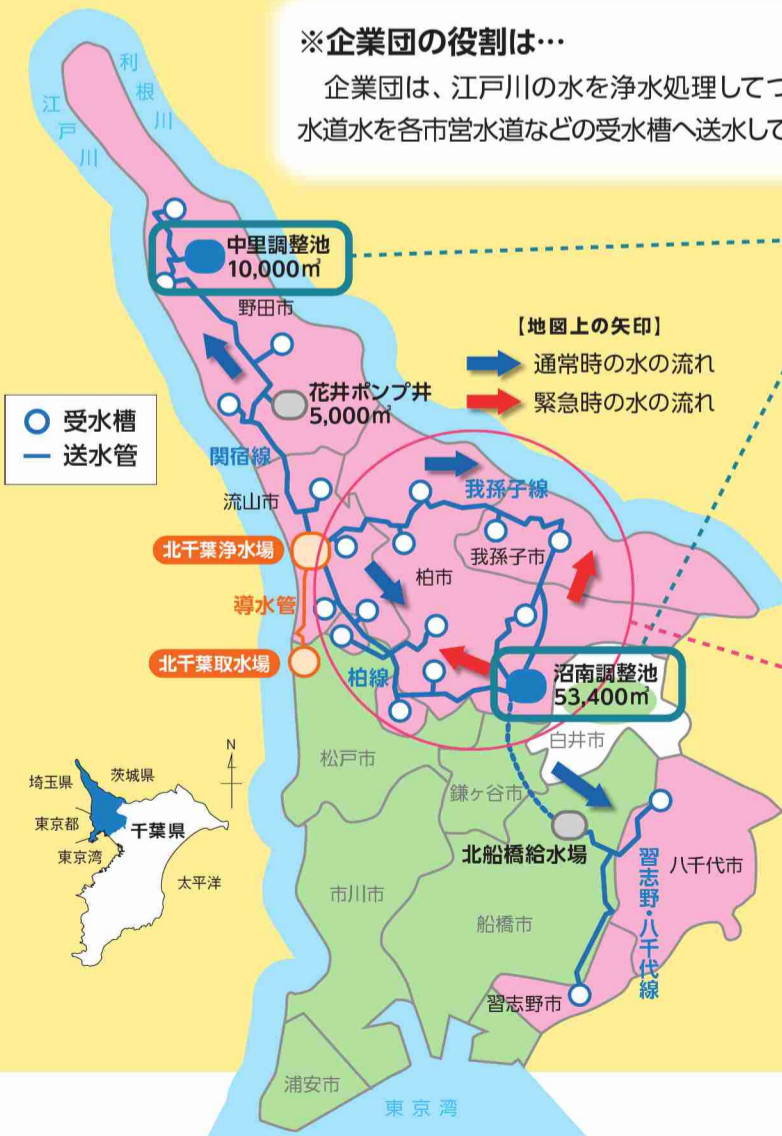 ※企業団の役割は…
企業団は、江戸川の水を浄水処理してつ
水道水を各市営水道などの受水槽へ送水して
利根川
江戸川
中里調整池
10,000㎥
野田市
【地図上の矢印】
通常時の水の流れ
緊急時の水の流れ
花井ポンプ井
5,000㎥
受水槽
送水管
関宿線
流山市
我孫子線
北千葉浄水場
我孫子市
柏市
導水管
北千葉取水場
柏線
沼南調整池
53,400㎥
白井市
松戸市
鎌ヶ谷市
N
埼玉県
茨城県
東京都
千葉県
東京湾
太平洋
北船橋給水場
習志野・八千代線
八千代市
市川市
船橋市
習志野市
浦安市
東京湾